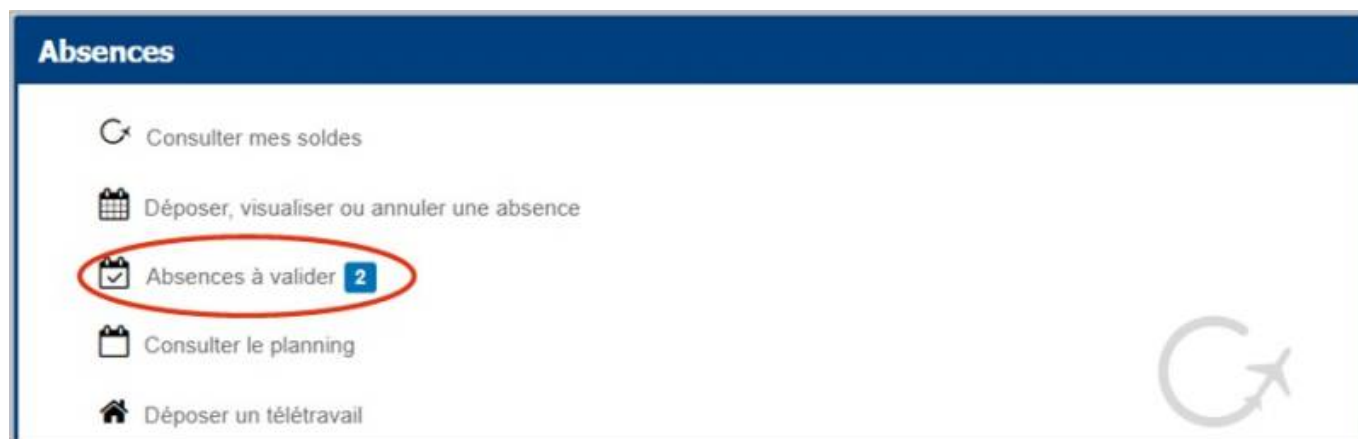 Absences
Consulter mes soldes
Déposer, visualiser ou annuler une absence
Absences à valider 2
Consulter le planning
Déposer un télétravail